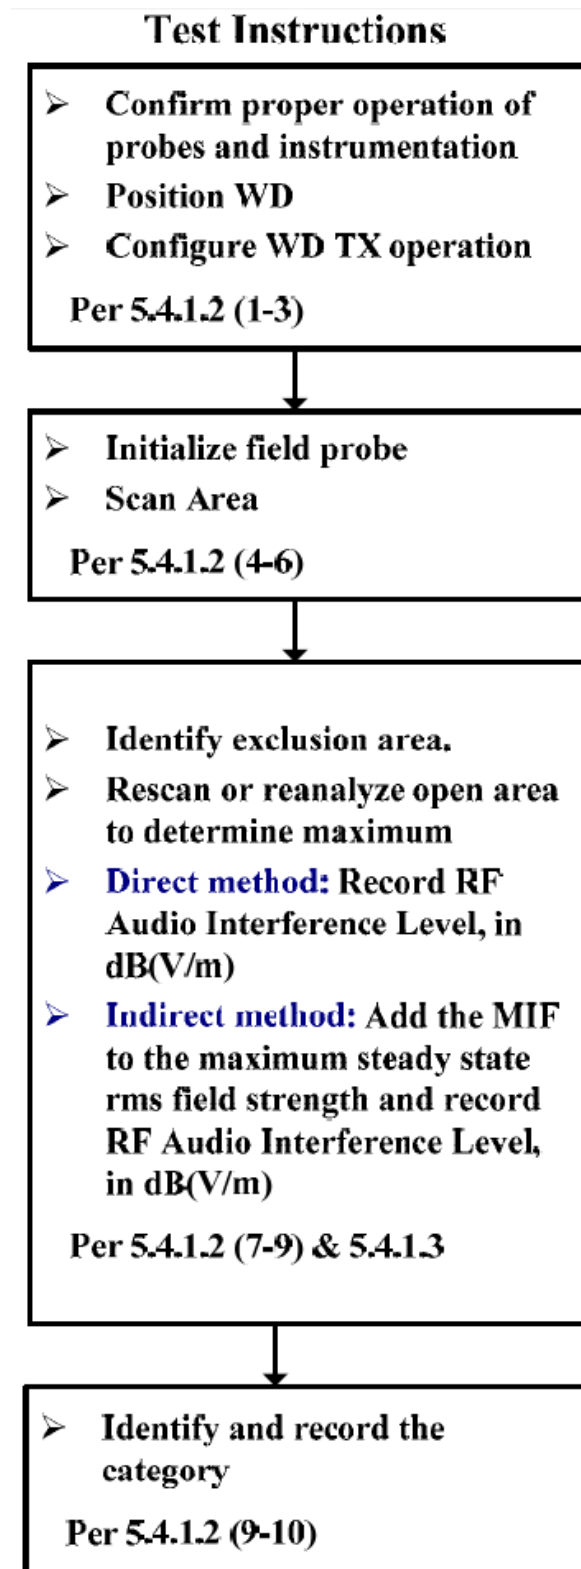 Test Instructions
➢ Confirm proper operation of
probes and instrumentation
➢ Position WD
➢ Configure WD TX operation
Per 5.4.1.2 (1-3)
➢ Initialize field probe
➢ Scan Area
Per 5.4.1.2 (4-6)
➢ Identify exclusion area.
➢ Rescan or reanalyze open area
to determine maximum
➢ Direct method: Record RF
Audio Interference Level, in
dB(V/m)
➢ Indirect method: Add the MIF
to the maximum steady state
rms field strength and record
RF Audio Interference Level,
in dB(V/m)
Per 5.4.1.2 (7-9) & 5.4.1.3
➢ Identify and record the
category
Per 5.4.1.2 (9-10)